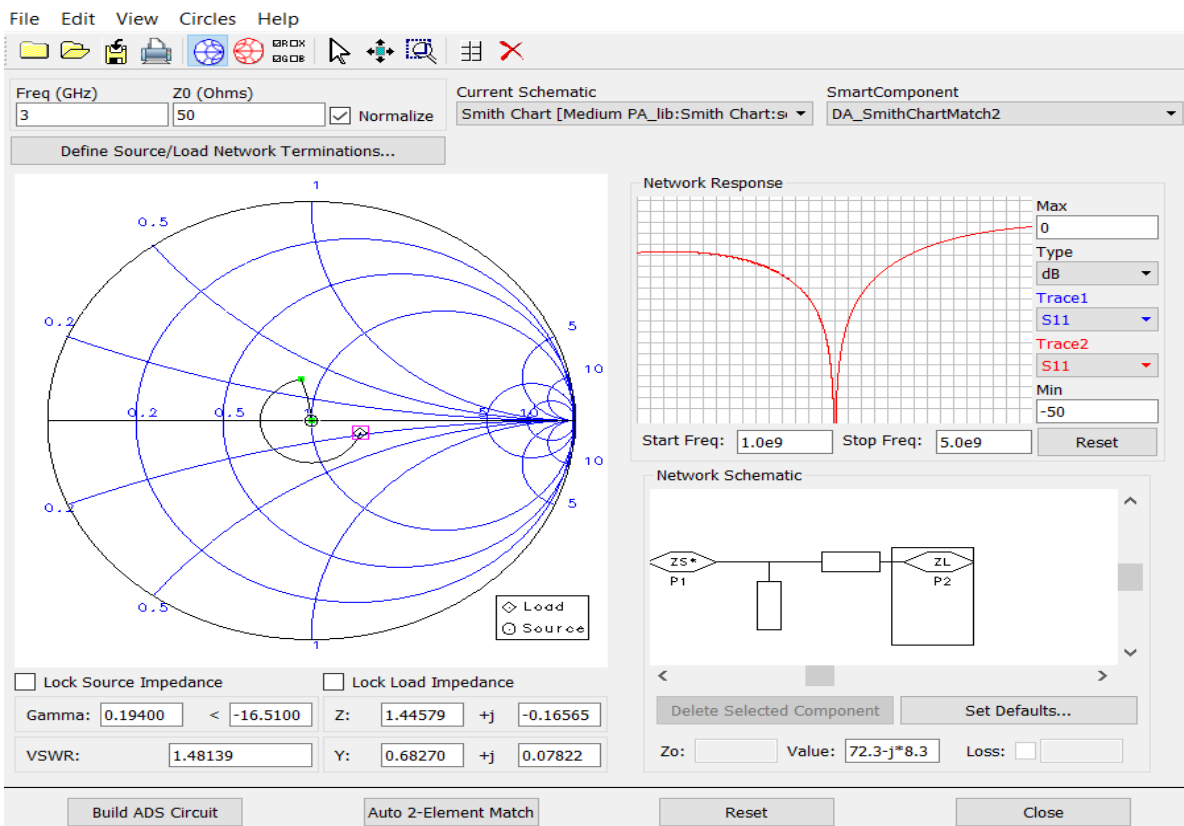 File Edit View Circles Help
Freq (GHz) Z0 (Ohms) Current Schematic SmartComponent
3 50 Normalize Smith Chart [Medium PA_lib:Smith Chart:s DA_SmithChartMatch2
Define Source/Load Network Terminations...
Network Response
1
0.5 0.5
0.2 5
10
0.2 0.5 1 5 10
10
0.2 5
0.5
1
Load
Source
Max
0
Type
dB
Trace1
S11
Trace2
S11
Min
-50
Start Freq: 1.0e9 Stop Freq: 5.0e9 Reset
Network Schematic
ZS* ZL
P1 P2
Lock Source Impedance Lock Load Impedance
Gamma: 0.19400 < -16.5100 Z: 1.44579 +j -0.16565
VSWR: 1.48139 Y: 0.68270 +j 0.07822
Delete Selected Component Set Defaults...
Zo: Value: 72.3-j*8.3 Loss:
Build ADS Circuit Auto 2-Element Match Reset Close